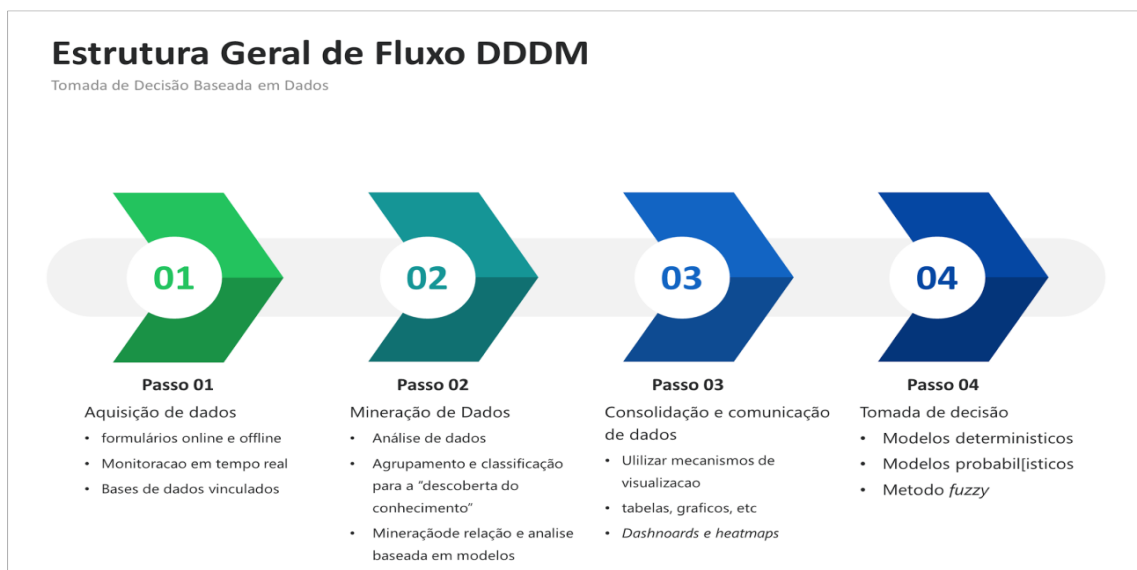 Estrutura Geral de Fluxo DDDM
Tomada de Decisão Baseada em Dados
01
02
03
04
Passo 01
Aquisição de dados
• formulários online e offline
• Monitoracao em tempo real
• Bases de dados vinculados
Passo 02
Mineração de Dados
• Análise de dados
• Agrupamento e classificação
para a "descoberta do
conhecimento"
• Mineraçãode relação e analise
baseada em modelos
Passo 03
Consolidação e comunicação
de dados
• Ulilizar mecanismos de
visualizacao
• tabelas, graficos, etc
• Dashnoards e heatmaps
Passo 04
Tomada de decisão
• Modelos deterministicos
• Modelos probabil[isticos
• Metodo fuzzy